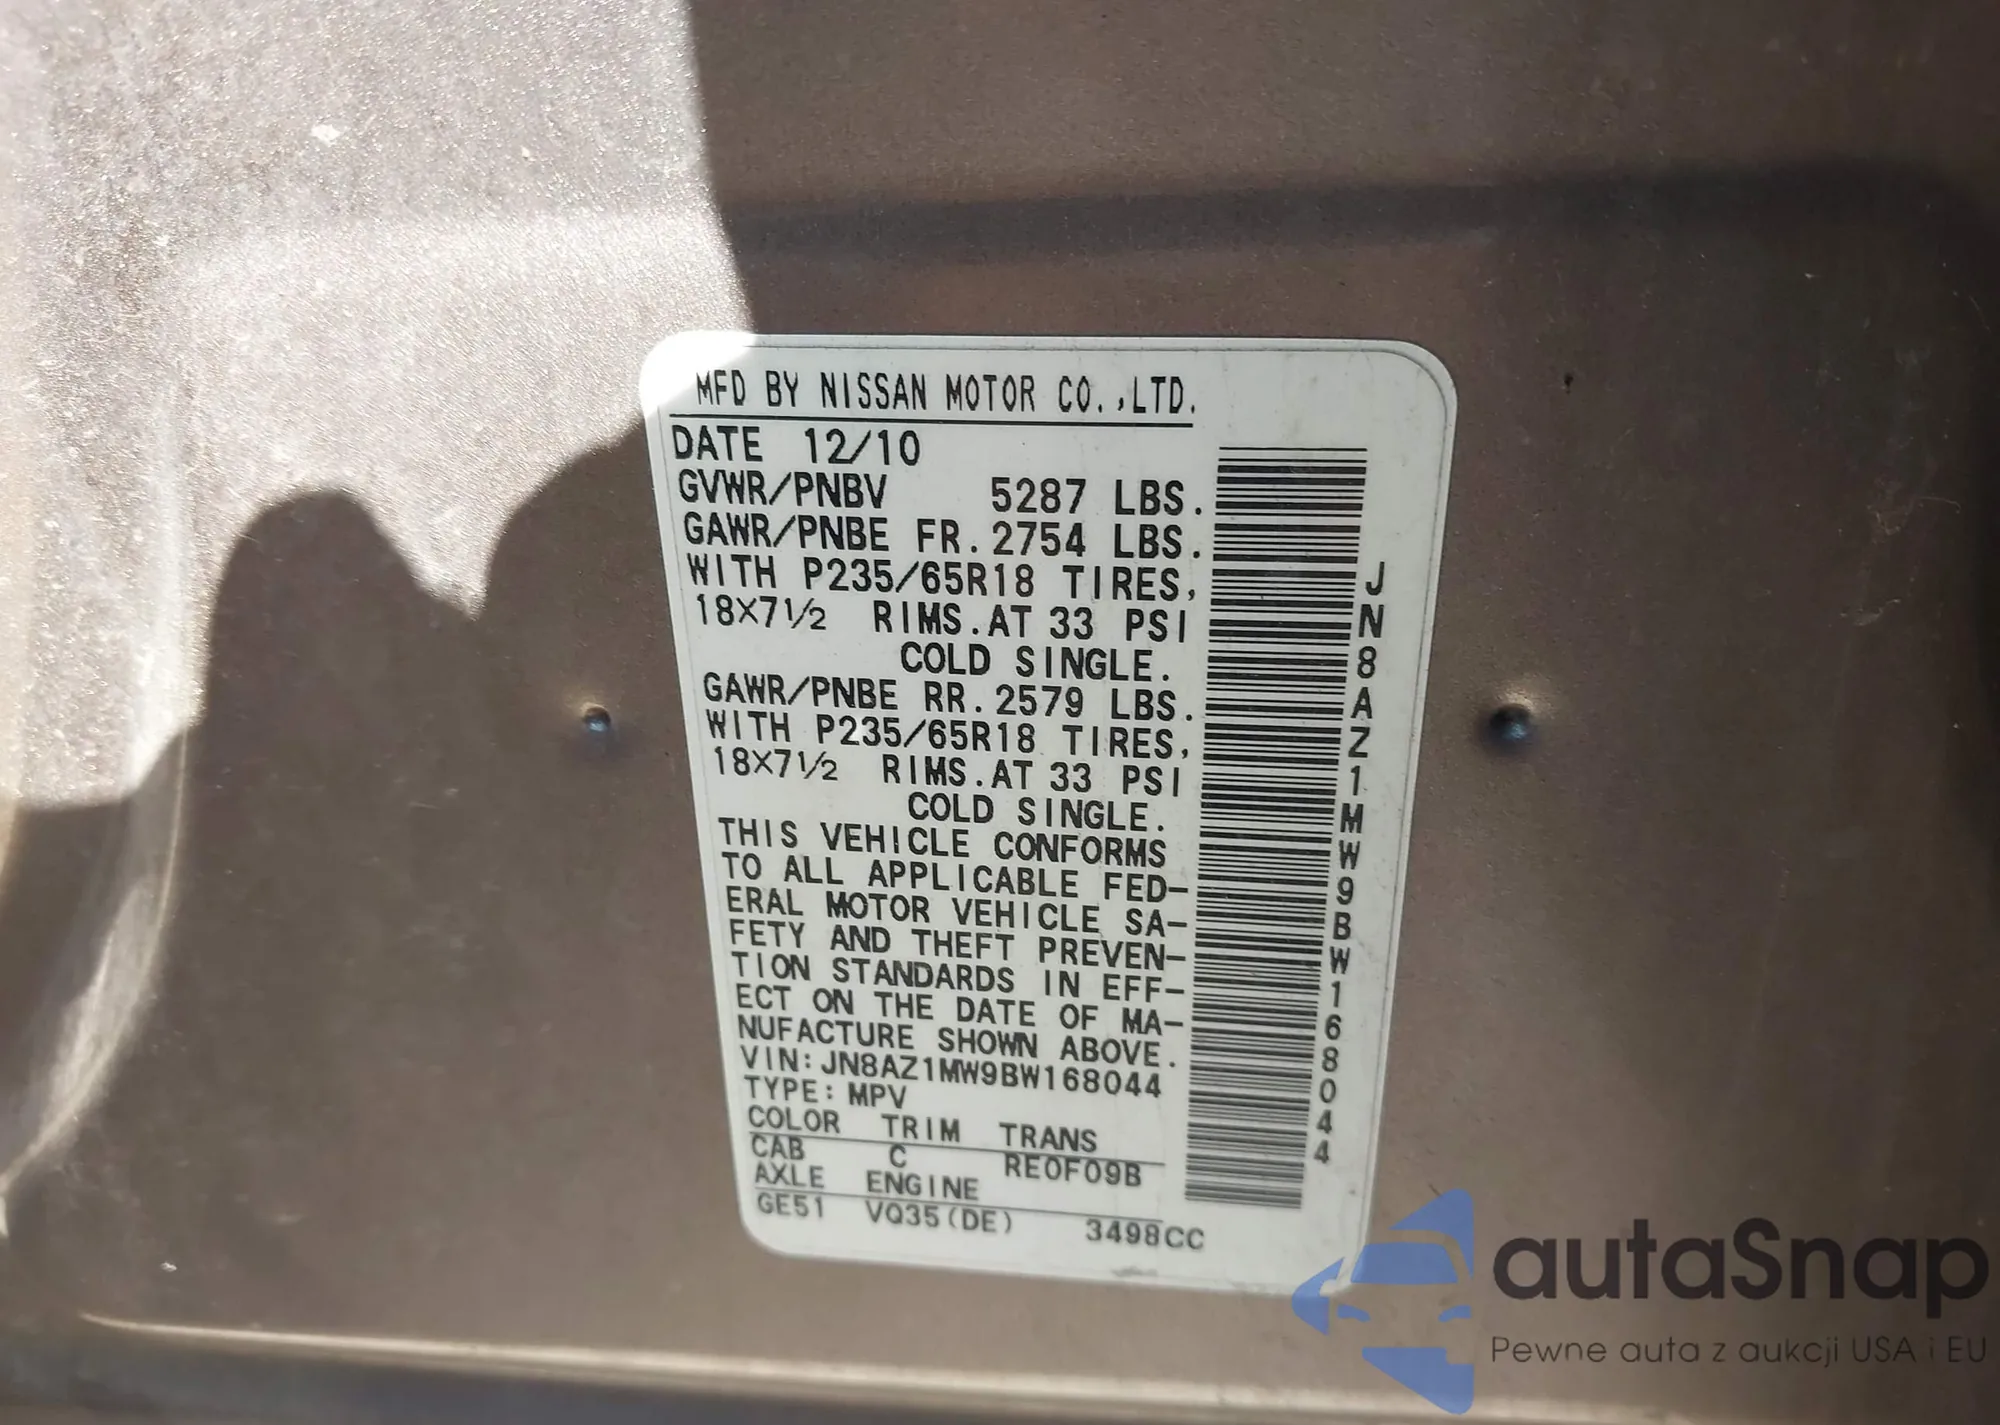 MFD BY NISSAN MOTOR CO.,LTD.
DATE 12/10
GVWR/PNBV 5287 LBS.
GAWR/PNBE FR.2754 LBS.
WITH P235/65R18 TIRES,
18X7½ RIMS.AT 33 PSI
COLD SINGLE.
GAWR/PNBE RR.2579 LBS.
WITH P235/65R18 TIRES,
18X7½ RIMS.AT 33 PSI
COLD SINGLE.
THIS VEHICLE CONFORMS
TO ALL APPLICABLE FED-
ERAL MOTOR VEHICLE SA-
FETY AND THEFT PREVEN-
TION STANDARDS IN EFF-
ECT ON THE DATE OF MA-
NUFACTURE SHOWN ABOVE.
VIN:JN8AZ1MW9BW168044
TYPE:MPV
COLOR TRIM TRANS
CAB C RE0F09B
AXLE ENGINE
GE51 VQ35(DE) 3498CC
JN8AZ1MW9BW168044
autaSnap
Pewne auta z aukcji USA i EU